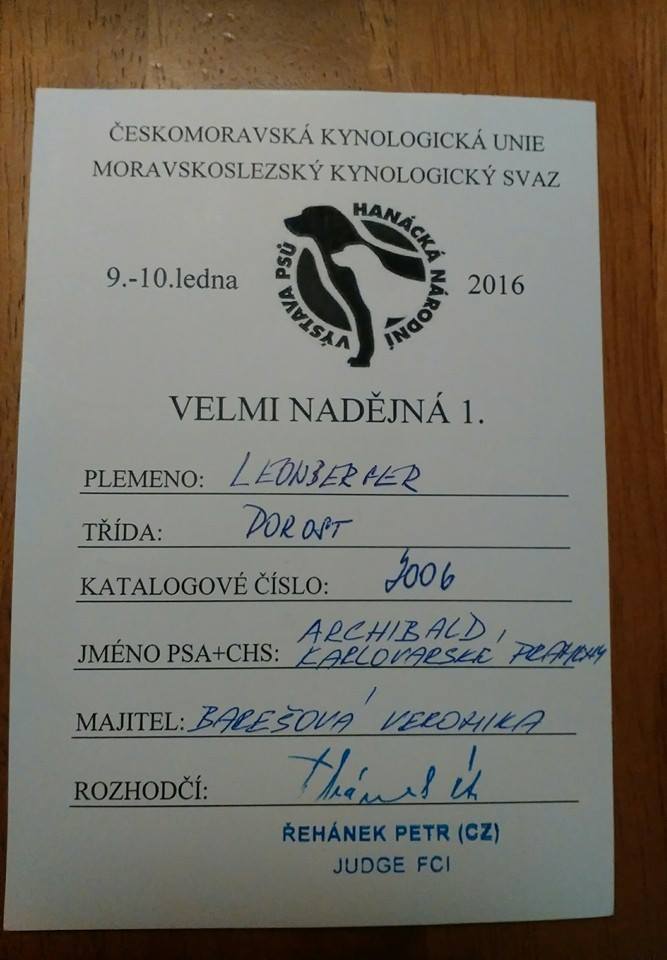 ČESKOMORAVSKÁ KYNOLOGICKÁ UNIE
MORAVSKOSLEZSKÝ KYNOLOGICKÝ SVAZ
9.-10.ledna
HANÁCKÁ NÁRODNÍ
VÝSTAVA PSŮ
2016
VELMI NADĚJNÁ 1.
PLEMENO: LEONBERGER
TŘÍDA: DOROST
KATALOGOVÉ ČÍSLO: 2006
JMÉNO PSA+CHS: ARCHIBALD,
KARLOVARSKÉ PRAMENY
MAJITEL: BAREŠOVÁ VERONIKA
ROZHODČÍ:
ŘEHÁNEK PETR (CZ)
JUDGE FCI